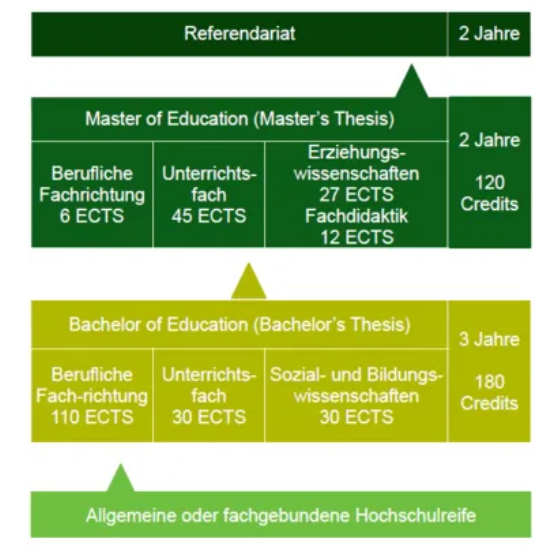 Referendariat
2 Jahre
Master of Education (Master's Thesis)
2 Jahre
120
Credits
Berufliche
Fachrichtung
6 ECTS
Unterrichts-
fach
45 ECTS
Erziehungs-
wissenschaften
27 ECTS
Fachdidaktik
12 ECTS
Bachelor of Education (Bachelor's Thesis)
3 Jahre
180
Credits
Berufliche
Fach-richtung
110 ECTS
Unterrichts-
fach
30 ECTS
Sozial- und Bildungs-
wissenschaften
30 ECTS
Allgemeine oder fachgebundene Hochschulreife